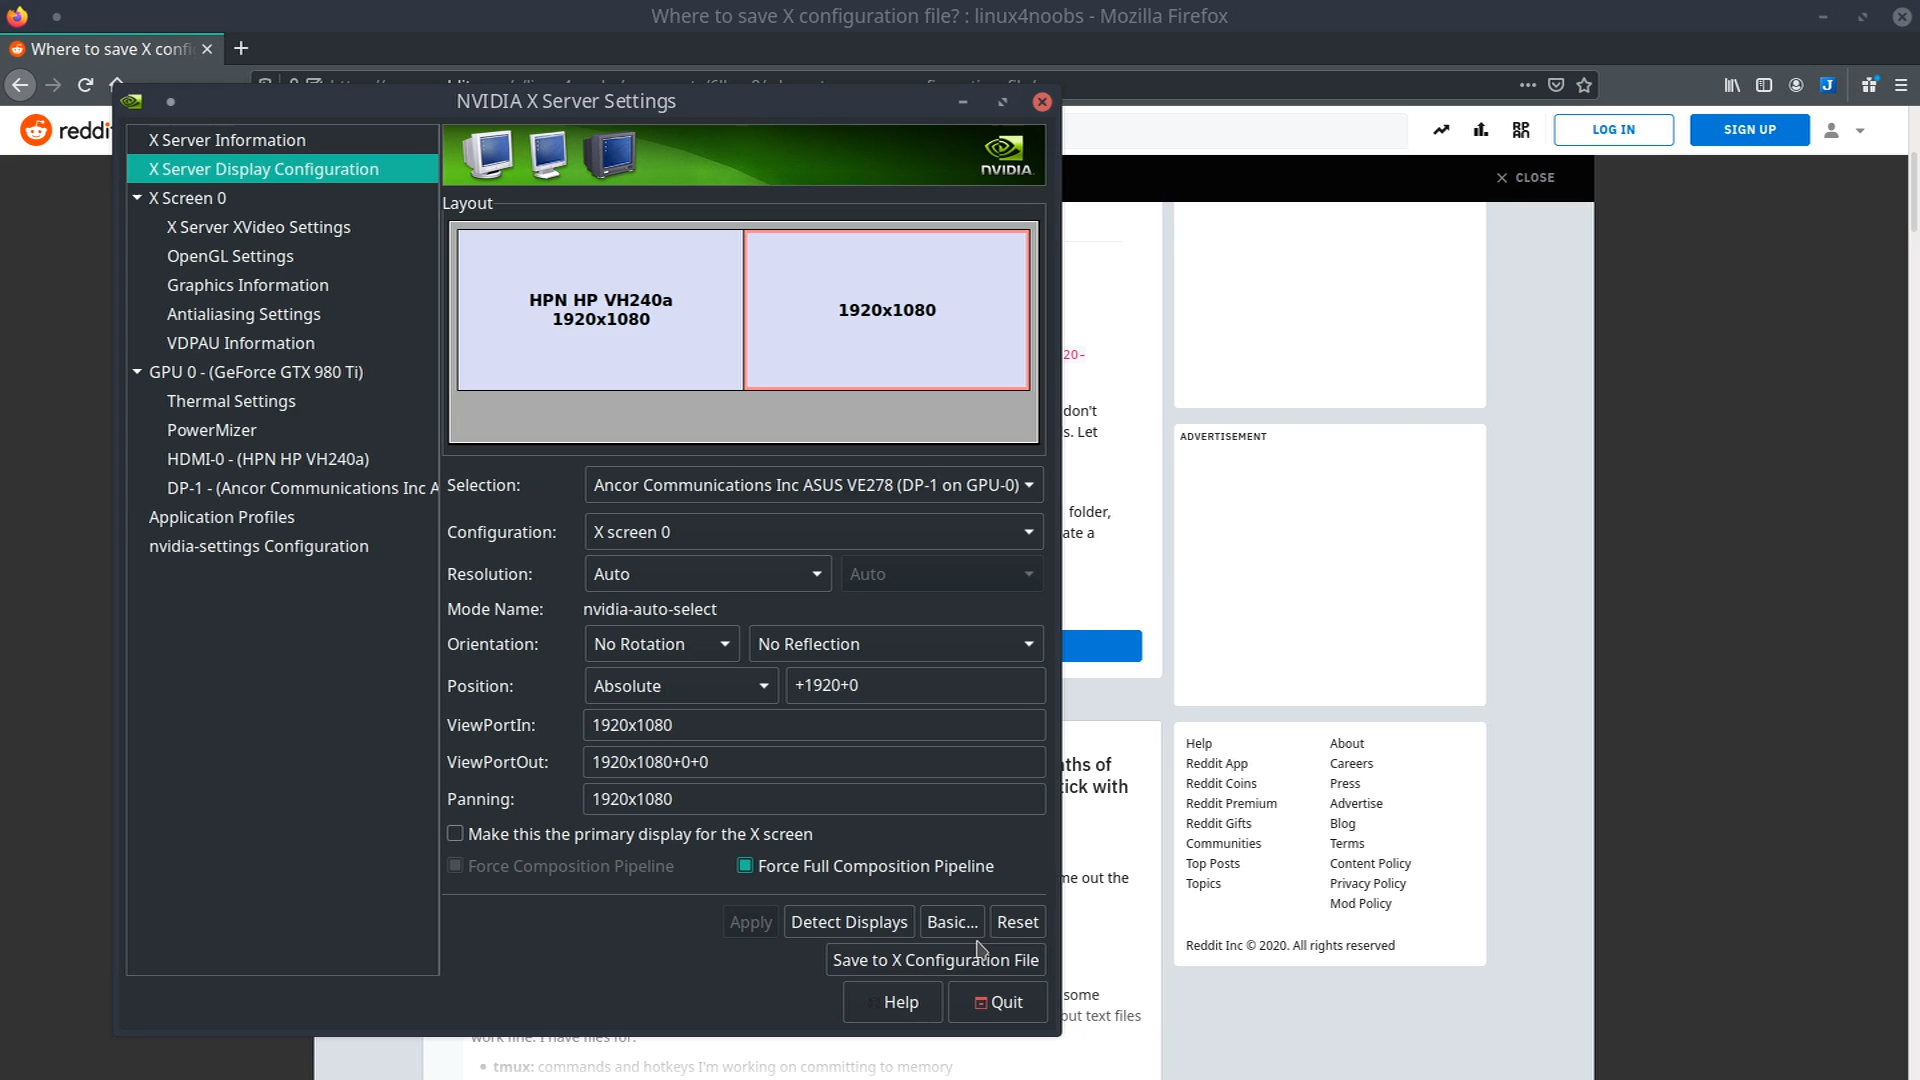 Where to save X configuration file? : linux4noobs - Mozilla Firefox
Where to save X confi
NVIDIA X Server Settings
reddi
LOG IN
SIGN UP
CLOSE
X Server Information
X Server Display Configuration
X Screen 0
X Server XVideo Settings
OpenGL Settings
Graphics Information
Antialiasing Settings
VDPAU Information
GPU 0 - (GeForce GTX 980 Ti)
Thermal Settings
PowerMizer
HDMI-0 - (HPN HP VH240a)
DP-1 - (Ancor Communications Inc A
Application Profiles
nvidia-settings Configuration
NVIDIA.
Layout
HPN HP VH240a
1920x1080
1920x1080
Selection: Ancor Communications Inc ASUS VE278 (DP-1 on GPU-0)
Configuration: X screen 0
Resolution: Auto Auto
Mode Name: nvidia-auto-select
Orientation: No Rotation No Reflection
Position: Absolute +1920+0
ViewPortIn: 1920x1080
ViewPortOut: 1920x1080+0+0
Panning: 1920x1080
Make this the primary display for the X screen
Force Composition Pipeline Force Full Composition Pipeline
Apply Detect Displays Basic... Reset
Save to X Configuration File
Help Quit
20-
don't
s. Let
folder,
ate a
ths of
ick with
me out the
some
out text files
tmux: commands and hotkeys I'm working on committing to memory
ADVERTISEMENT
Help About
Reddit App Careers
Reddit Coins Press
Reddit Premium Advertise
Reddit Gifts Blog
Communities Terms
Top Posts Content Policy
Topics Privacy Policy
Mod Policy
Reddit Inc © 2020. All rights reserved